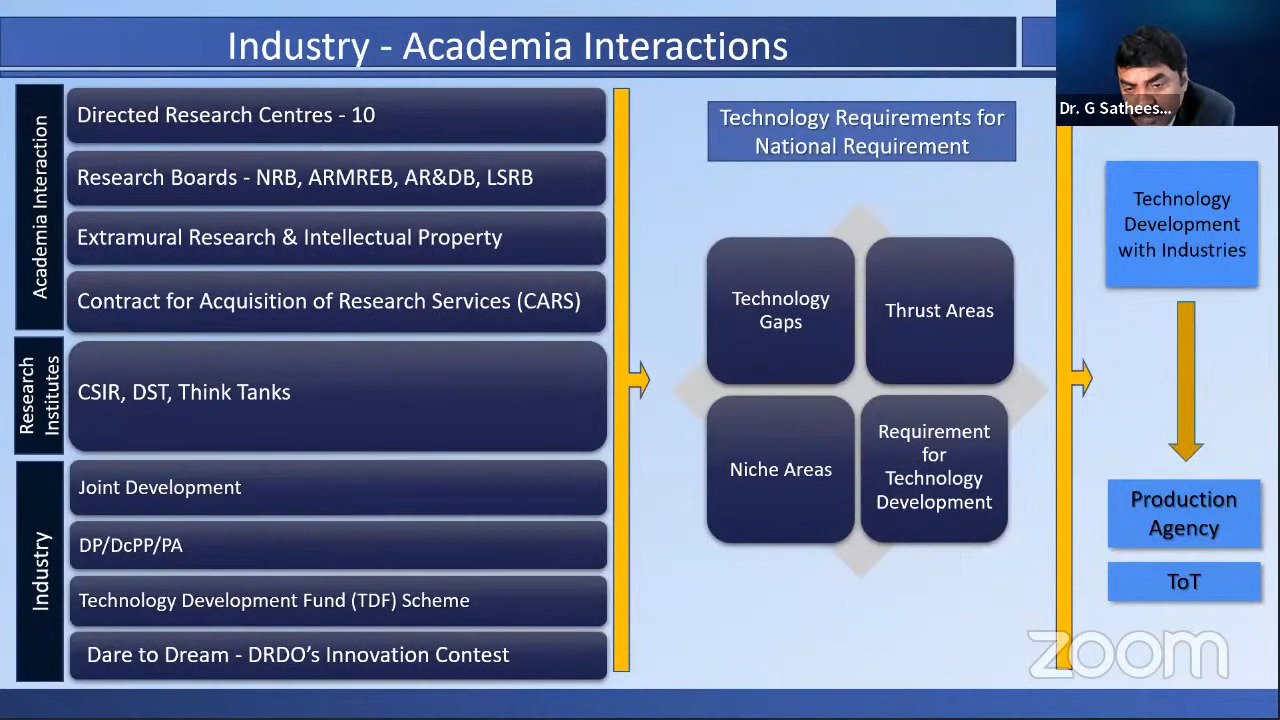 Industry - Academia Interactions
Dr. G Sathees...
Academia Interaction
Directed Research Centres - 10
Research Boards - NRB, ARMREB, AR&DB, LSRB
Extramural Research & Intellectual Property
Contract for Acquisition of Research Services (CARS)
Research
Institutes
CSIR, DST, Think Tanks
Industry
Joint Development
DP/DcPP/PA
Technology Development Fund (TDF) Scheme
Dare to Dream - DRDO’s Innovation Contest
Technology Requirements for
National Requirement
Technology
Gaps
Thrust Areas
Niche Areas
Requirement
for
Technology
Development
Technology
Development
with Industries
Production
Agency
ToT
zoom